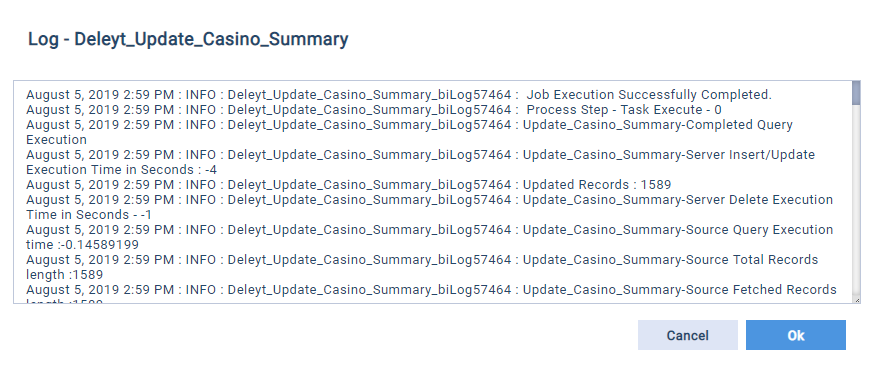 Log - Deleyt_Update_Casino_Summary
August 5, 2019 2:59 PM : INFO : Deleyt_Update_Casino_Summary_biLog57464 :  Job Execution Successfully Completed.
August 5, 2019 2:59 PM : INFO : Deleyt_Update_Casino_Summary_biLog57464 :  Process Step - Task Execute - 0
August 5, 2019 2:59 PM : INFO : Deleyt_Update_Casino_Summary_biLog57464 : Update_Casino_Summary-Completed Query
Execution
August 5, 2019 2:59 PM : INFO : Deleyt_Update_Casino_Summary_biLog57464 : Update_Casino_Summary-Server Insert/Update
Execution Time in Seconds : -4
August 5, 2019 2:59 PM : INFO : Deleyt_Update_Casino_Summary_biLog57464 : Updated Records : 1589
August 5, 2019 2:59 PM : INFO : Deleyt_Update_Casino_Summary_biLog57464 : Update_Casino_Summary-Server Delete Execution
Time in Seconds - -1
August 5, 2019 2:59 PM : INFO : Deleyt_Update_Casino_Summary_biLog57464 : Update_Casino_Summary-Source Query Execution
time :-0.14589199
August 5, 2019 2:59 PM : INFO : Deleyt_Update_Casino_Summary_biLog57464 : Update_Casino_Summary-Source Total Records
length :1589
August 5, 2019 2:59 PM : INFO : Deleyt_Update_Casino_Summary_biLog57464 : Update_Casino_Summary-Source Fetched Records
Cancel
Ok